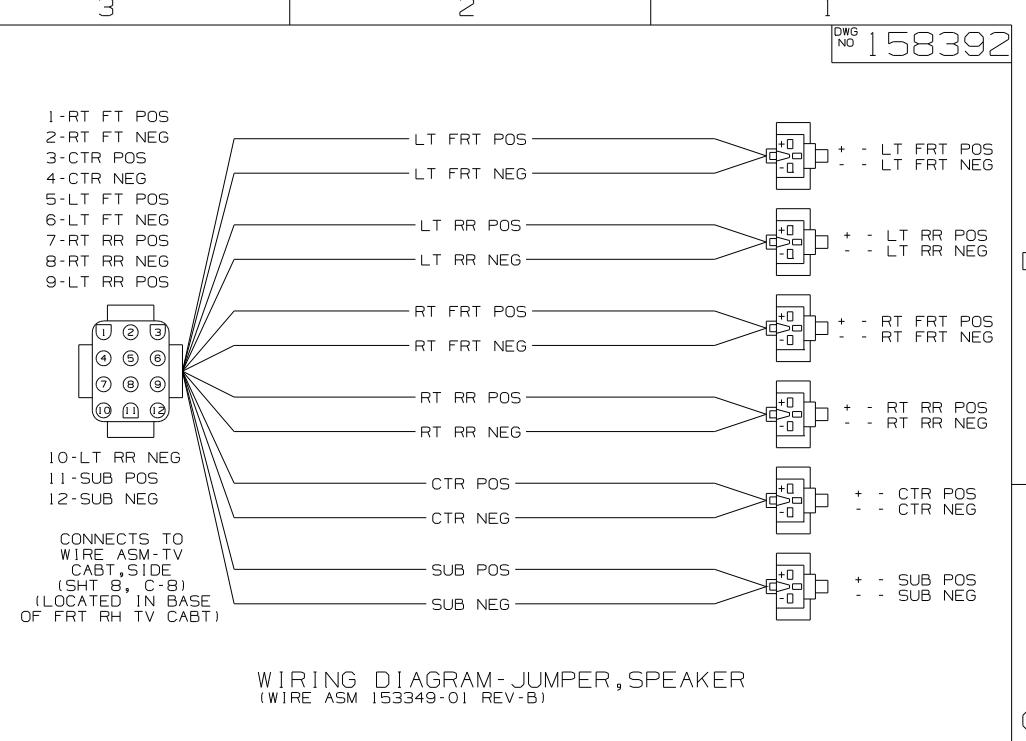 3 2 1
DWG
NO 158392
1-RT FT POS
2-RT FT NEG
3-CTR POS
4-CTR NEG
5-LT FT POS
6-LT FT NEG
7-RT RR POS
8-RT RR NEG
9-LT RR POS
1 2 3
4 5 6
7 8 9
10 11 12
10-LT RR NEG
11-SUB POS
12-SUB NEG
CONNECTS TO
WIRE ASM-TV
CABT,SIDE
(SHT 8, C-8)
(LOCATED IN BASE
OF FRT RH TV CABT)
LT FRT POS
LT FRT NEG
LT RR POS
LT RR NEG
RT FRT POS
RT FRT NEG
RT RR POS
RT RR NEG
CTR POS
CTR NEG
SUB POS
SUB NEG
+
-
+ - LT FRT POS
- - LT FRT NEG
+
-
+ - LT RR POS
- - LT RR NEG
+
-
+ - RT FRT POS
- - RT FRT NEG
+
-
+ - RT RR POS
- - RT RR NEG
+
-
+ - CTR POS
- - CTR NEG
+
-
+ - SUB POS
- - SUB NEG
WIRING DIAGRAM-JUMPER,SPEAKER
(WIRE ASM 153349-01 REV-B)